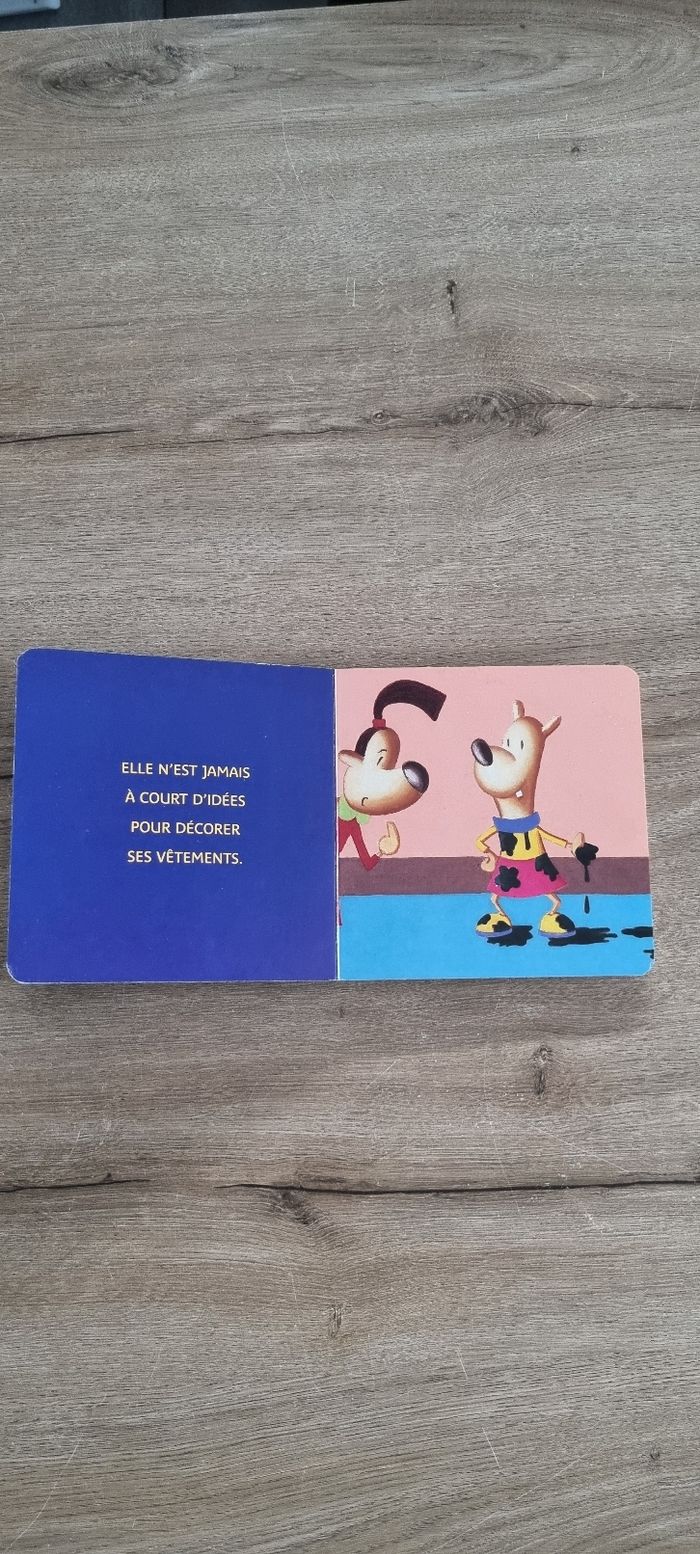 ELLE N'EST JAMAIS
À COURT D'IDÉES
POUR DÉCORER
SES VÊTEMENTS.